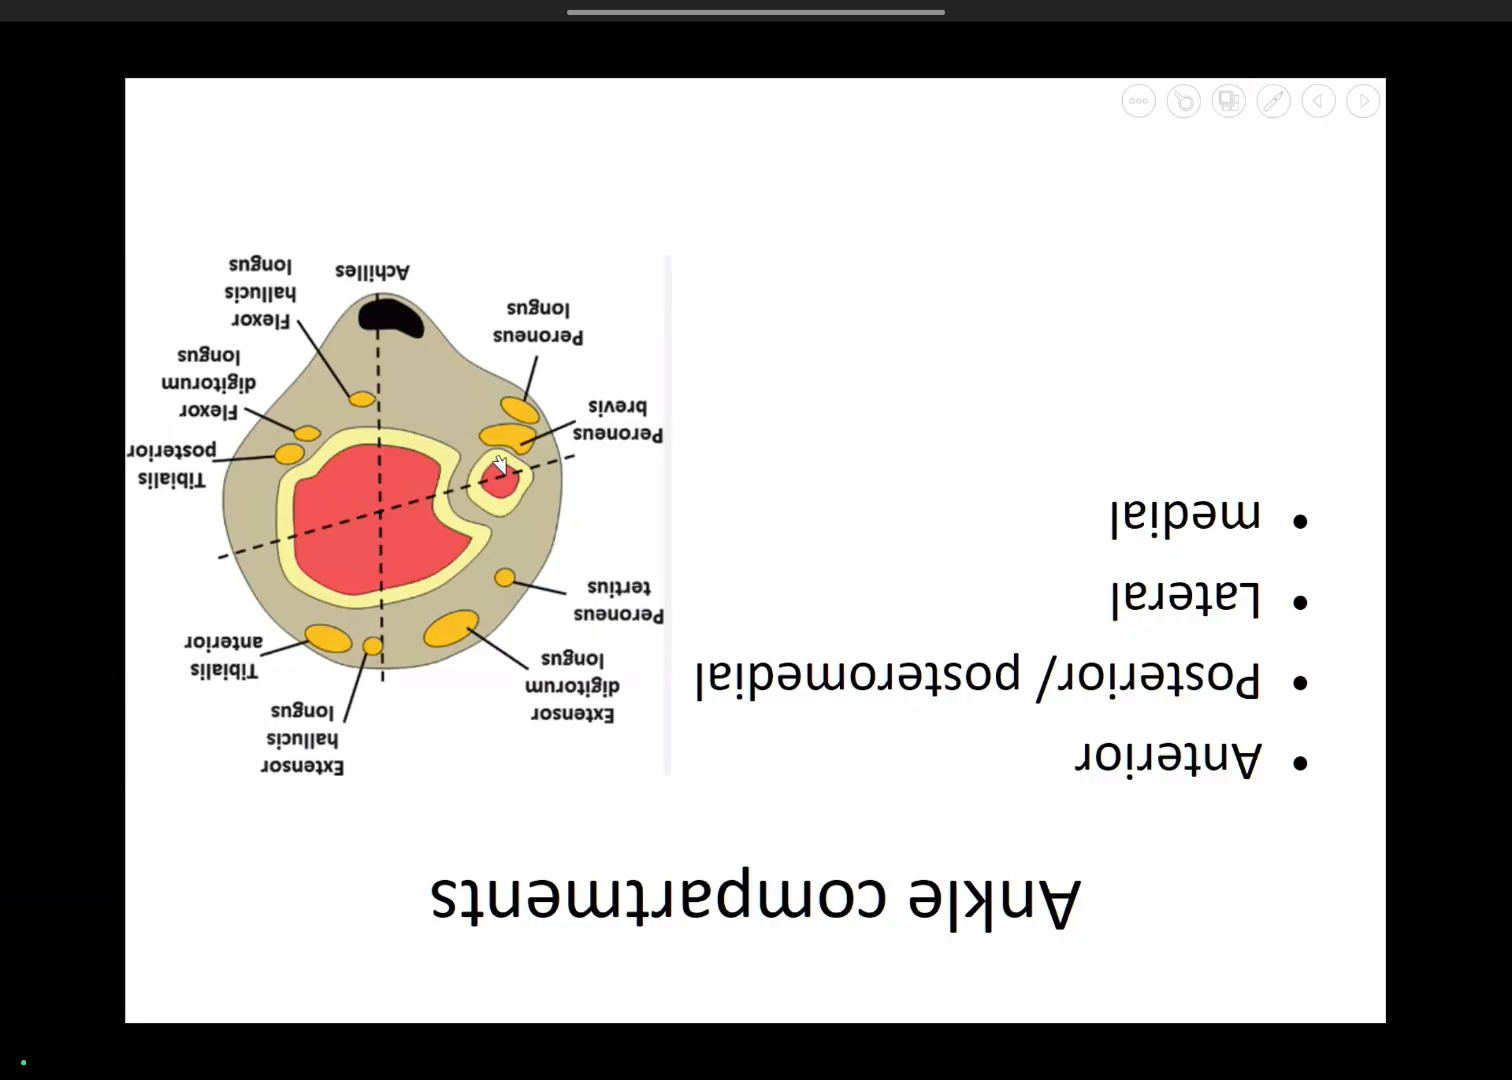 Ankle compartments
• Anterior
• Posterior/ posteromedial
• Lateral
• medial
Extensor
hallucis
longus
Extensor
digitorum
longus
Tibialis
anterior
Peroneus
tertius
Tibialis
posterior
Peroneus
brevis
Flexor
digitorum
longus
Peroneus
longus
Flexor
hallucis
longus
Achilles